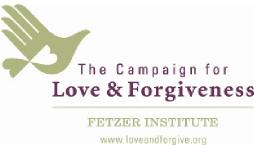 The Campaign for
Love & Forgiveness
FETZER INSTITUTE
www.loveandforgive.org